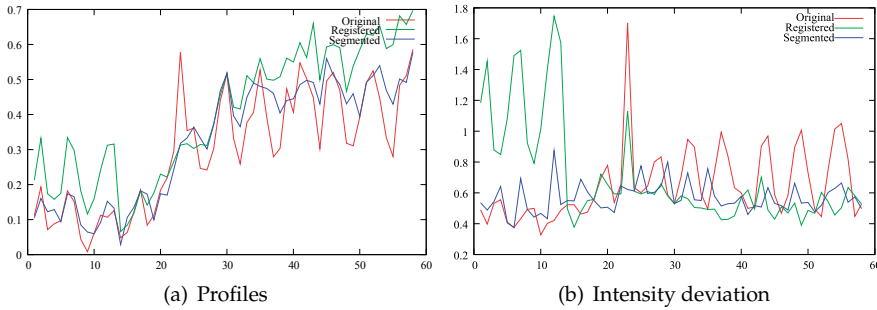 0.7
0.6
0.5
0.4
0.3
0.2
0.1
0
0 10 20 30 40 50 60
Original
Registered
Segmented
(a) Profiles
1.8
1.6
1.4
1.2
1
0.8
0.6
0.4
0.2
0 10 20 30 40 50 60
Original
Registered
Segmented
(b) Intensity deviation